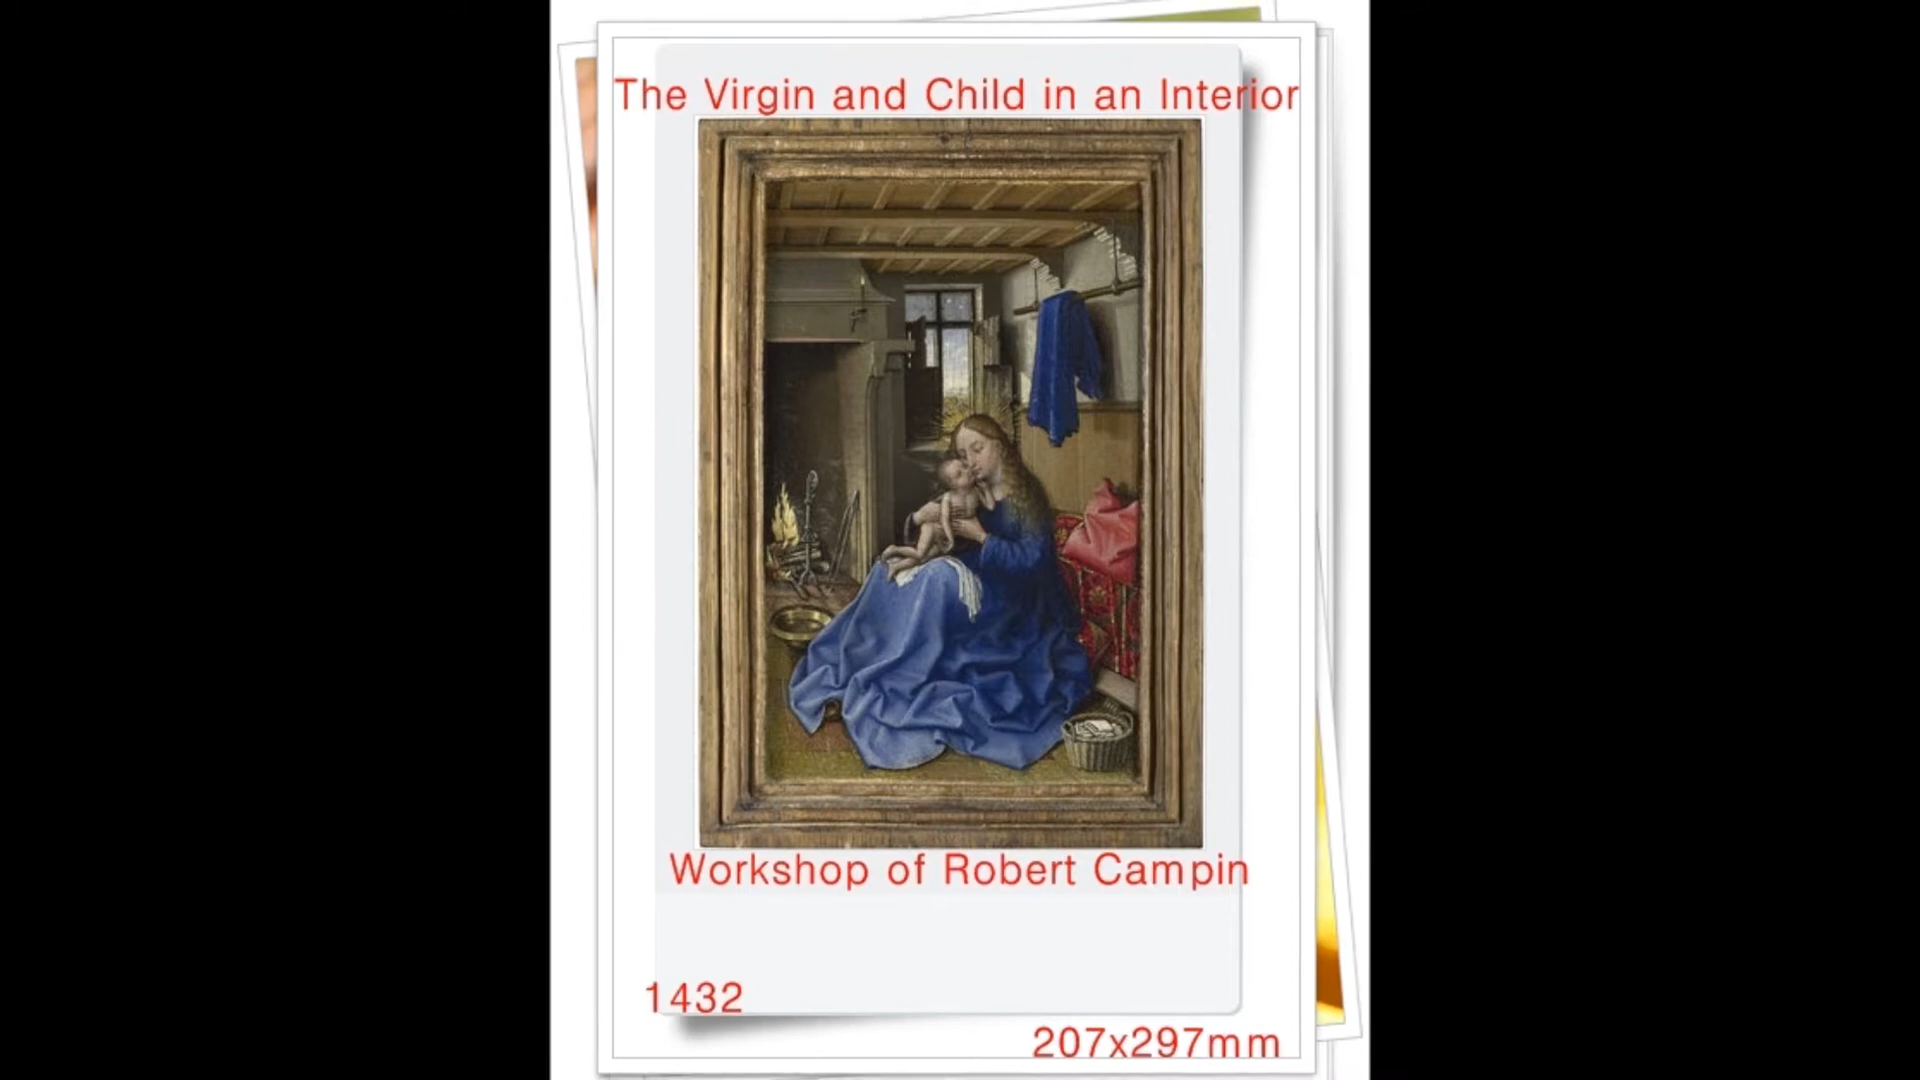 The Virgin and Child in an Interior
Workshop of Robert Campin
1432
207x297mm